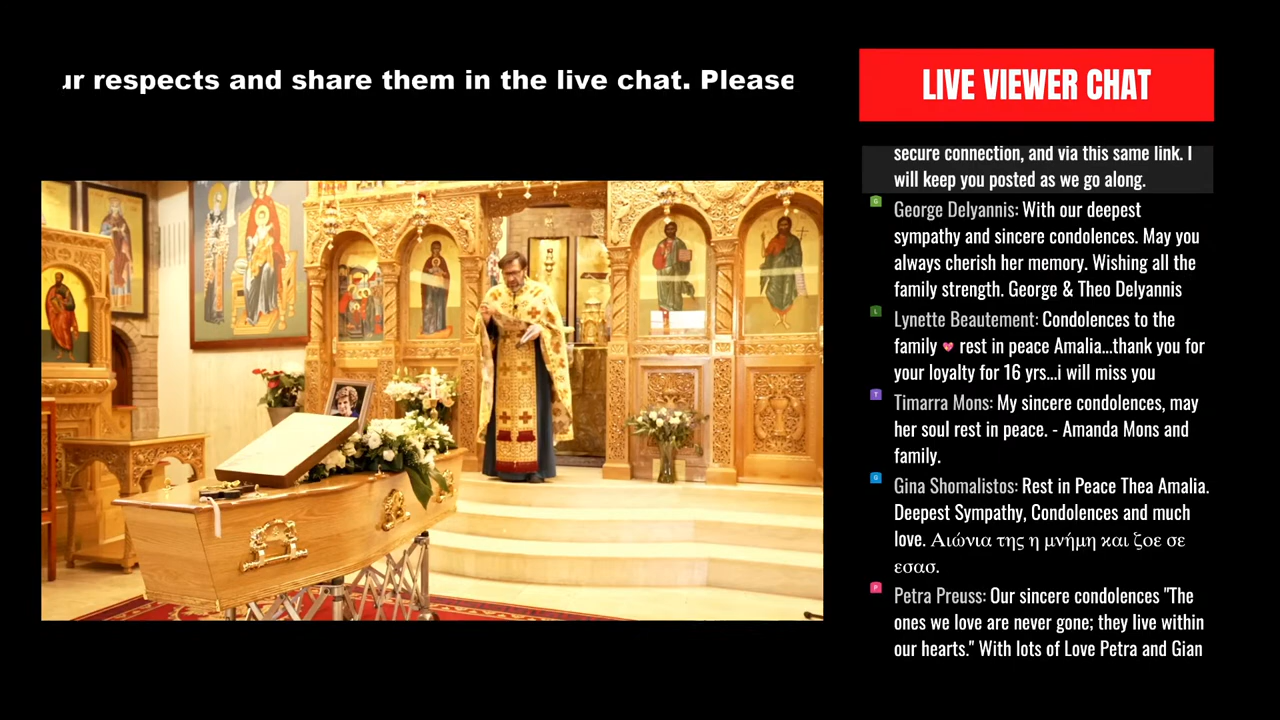 ur respects and share them in the live chat. Please
LIVE VIEWER CHAT
secure connection, and via this same link. I
will keep you posted as we go along.
George Delyannis: With our deepest
sympathy and sincere condolences. May you
always cherish her memory. Wishing all the
family strength. George & Theo Delyannis
Lynette Beautement: Condolences to the
family 💗 rest in peace Amalia...thank you for
your loyalty for 16 yrs...i will miss you
Timarra Mons: My sincere condolences, may
her soul rest in peace. - Amanda Mons and
family.
Gina Shomalistos: Rest in Peace Thea Amalia.
Deepest Sympathy, Condolences and much
love. Αιώνια της η μνήμη και ζοε σε
εσασ.
Petra Preuss: Our sincere condolences "The
ones we love are never gone; they live within
our hearts." With lots of Love Petra and Gian